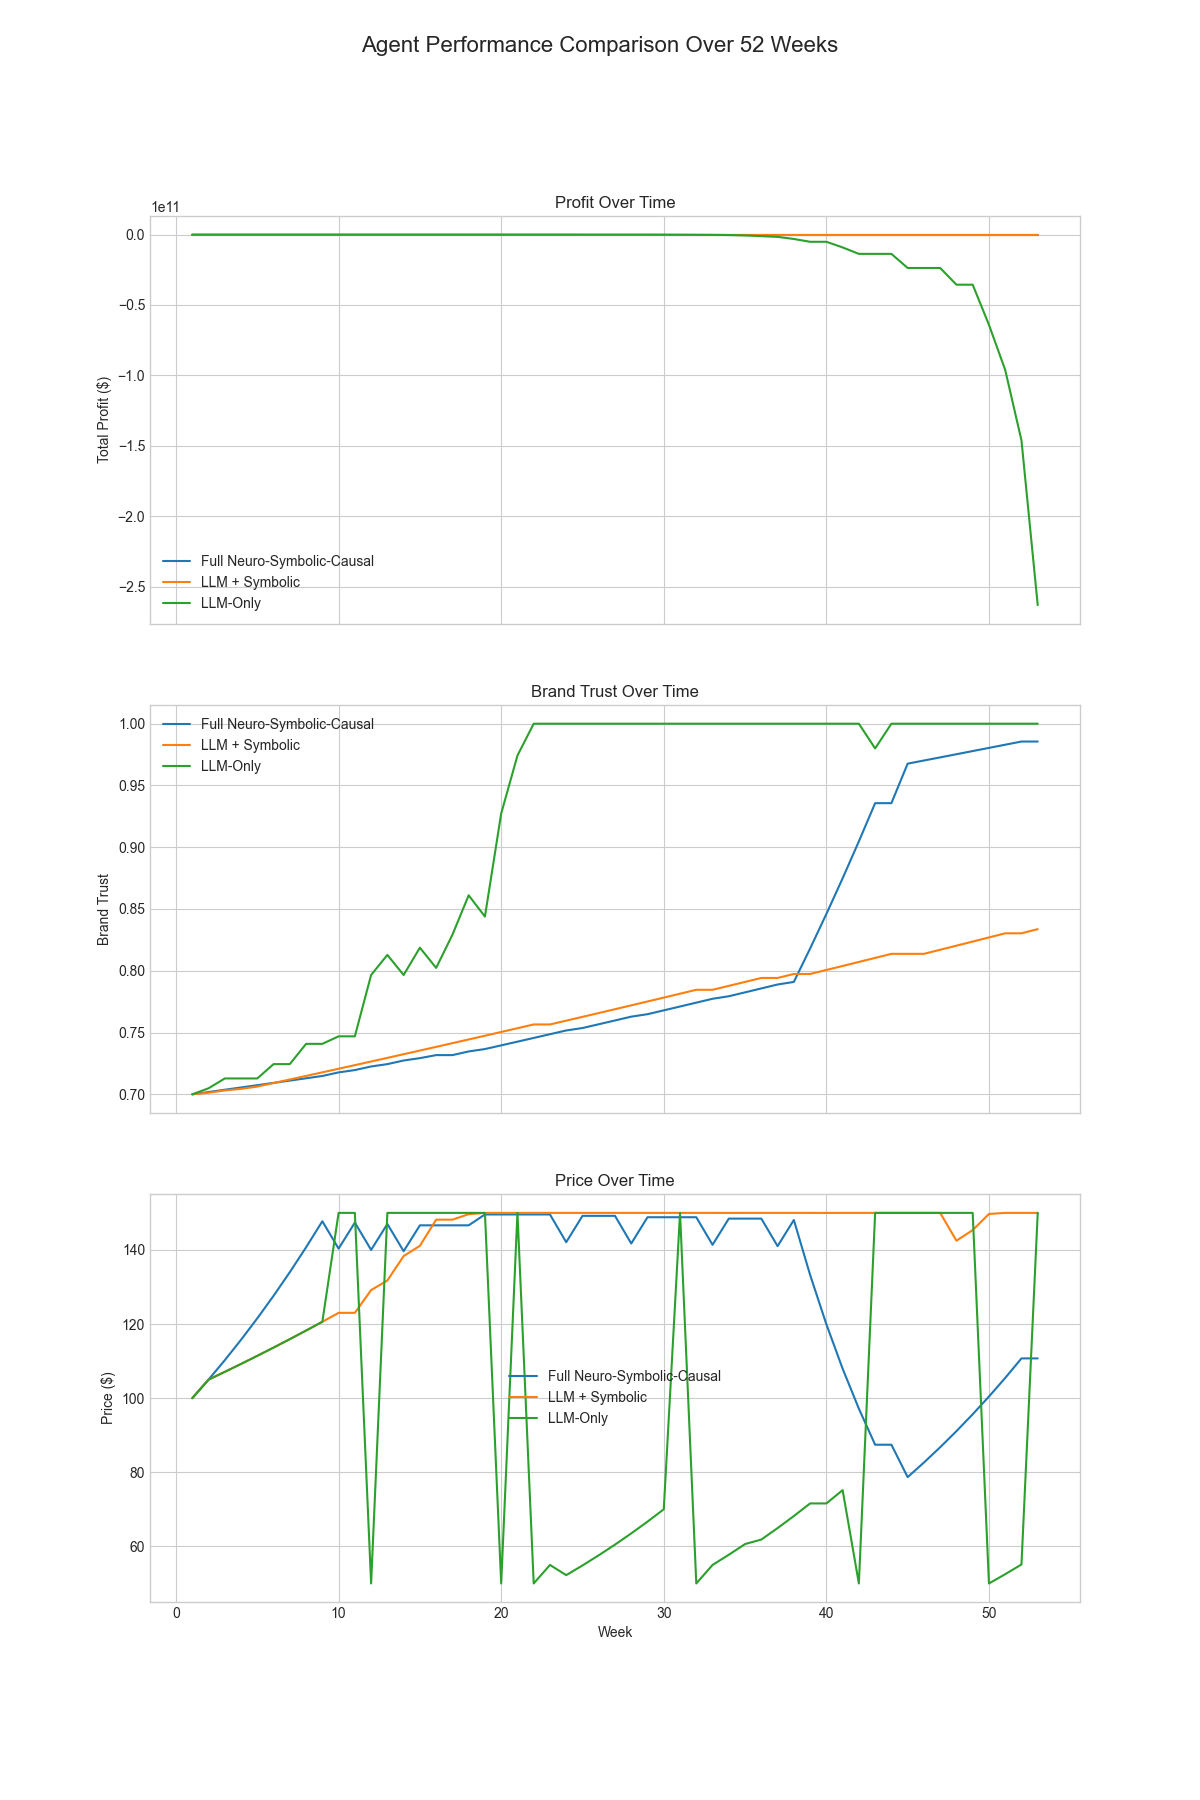 Agent Performance Comparison Over 52 Weeks
Profit Over Time
1e11
0.0
−0.5
−1.0
−1.5
−2.0
−2.5
Total Profit ($)
Full Neuro-Symbolic-Causal
LLM + Symbolic
LLM-Only
Brand Trust Over Time
1.00
0.95
0.90
0.85
0.80
0.75
0.70
Brand Trust
Full Neuro-Symbolic-Causal
LLM + Symbolic
LLM-Only
Price Over Time
140
120
100
80
60
Price ($)
Full Neuro-Symbolic-Causal
LLM + Symbolic
LLM-Only
0 10 20 30 40 50
Week